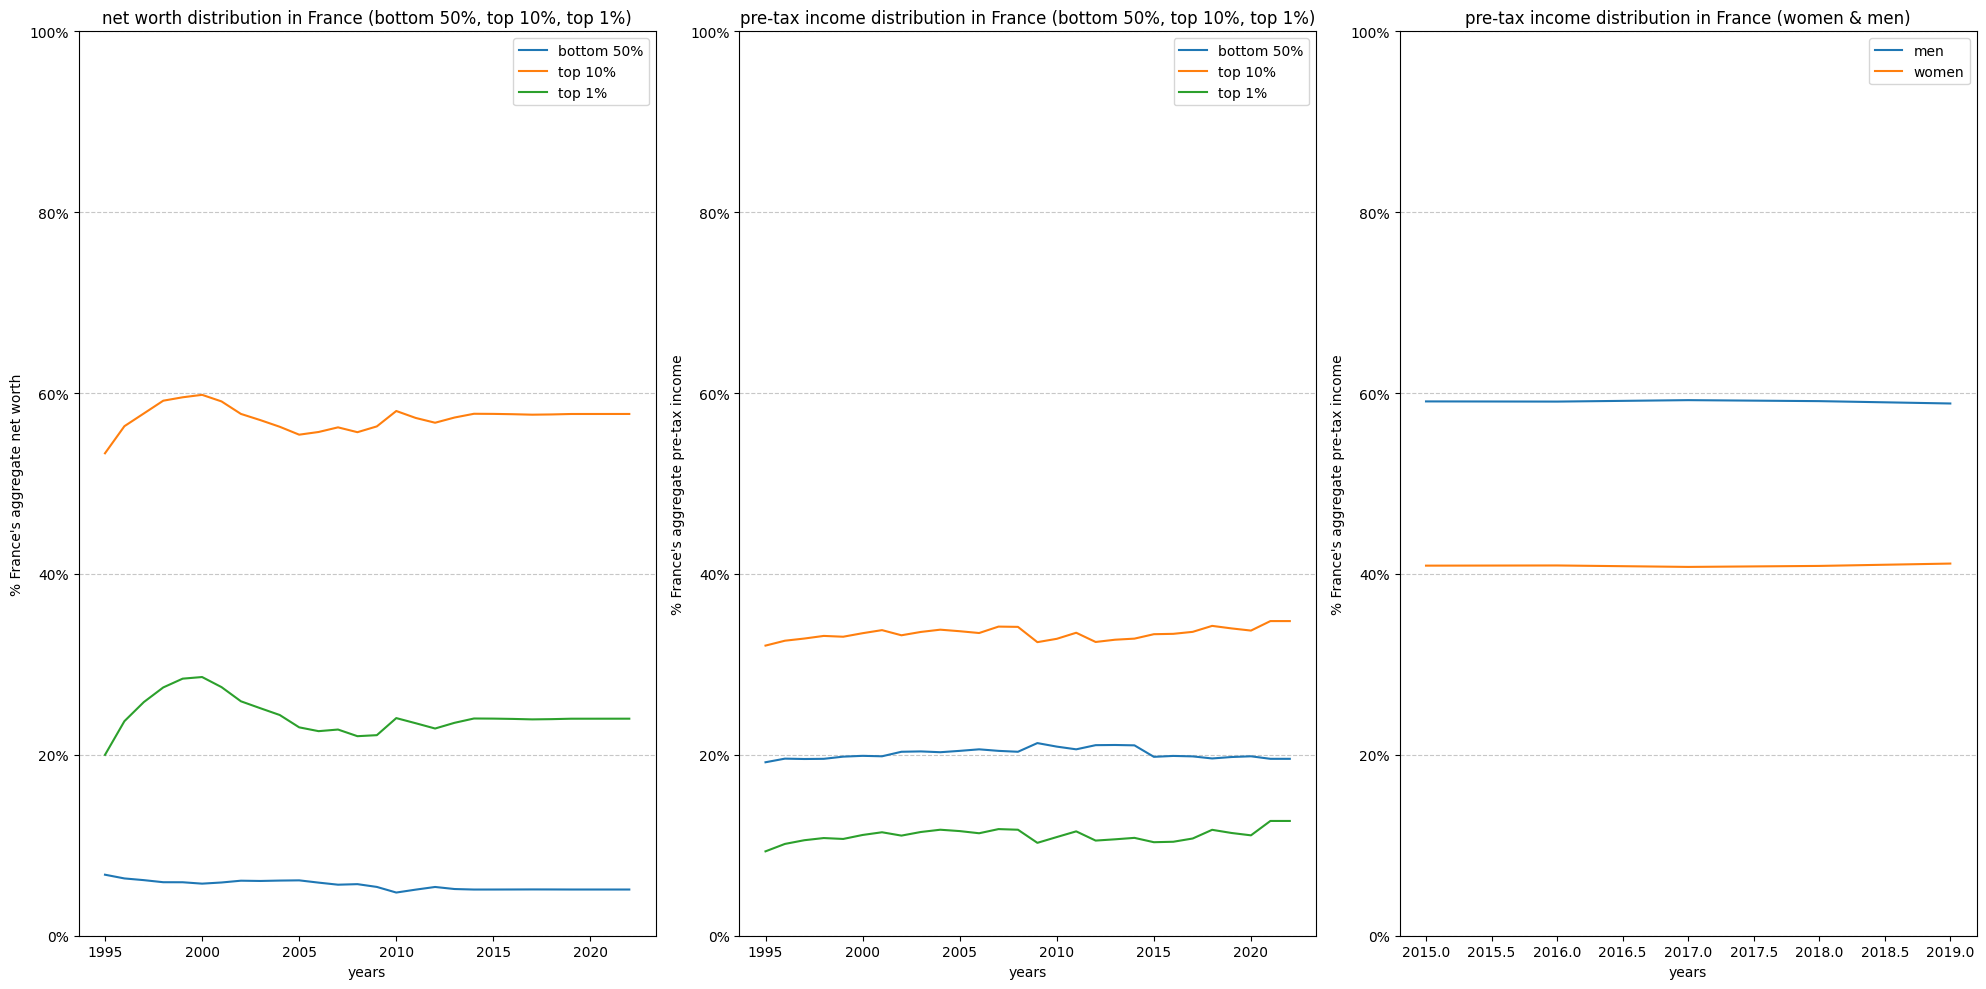 net worth distribution in France (bottom 50%, top 10%, top 1%)
100%
80%
60%
40%
20%
0%
% France's aggregate net worth
bottom 50%
top 10%
top 1%
1995
2000
2005
2010
2015
2020
years
pre-tax income distribution in France (bottom 50%, top 10%, top 1%)
100%
80%
60%
40%
20%
0%
% France's aggregate pre-tax income
bottom 50%
top 10%
top 1%
1995
2000
2005
2010
2015
2020
years
pre-tax income distribution in France (women & men)
100%
80%
60%
40%
20%
0%
% France's aggregate pre-tax income
men
women
2015.0
2015.5
2016.0
2016.5
2017.0
2017.5
2018.0
2018.5
2019.0
years